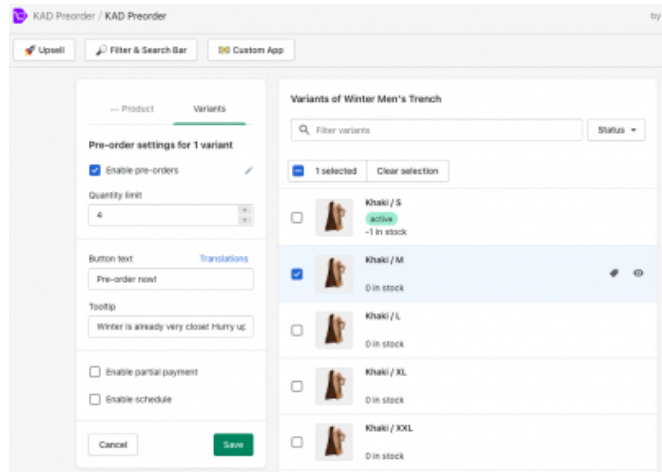 KAD Preorder / KAD Preorder
by
Upsell
Filter & Search Bar
Custom App
Product
Variants
Pre-order settings for 1 variant
Enable pre-orders
Quantity limit
4
Button text
Translations
Pre-order now!
Tooltip
Winter is already very close! Hurry up
Enable partial payment
Enable schedule
Cancel
Save
Variants of Winter Men's Trench
Filter variants
Status
1 selected
Clear selection
Khaki / S
active
-1 in stock
Khaki / M
0 in stock
Khaki / L
0 in stock
Khaki / XL
0 in stock
Khaki / XXL
0 in stock